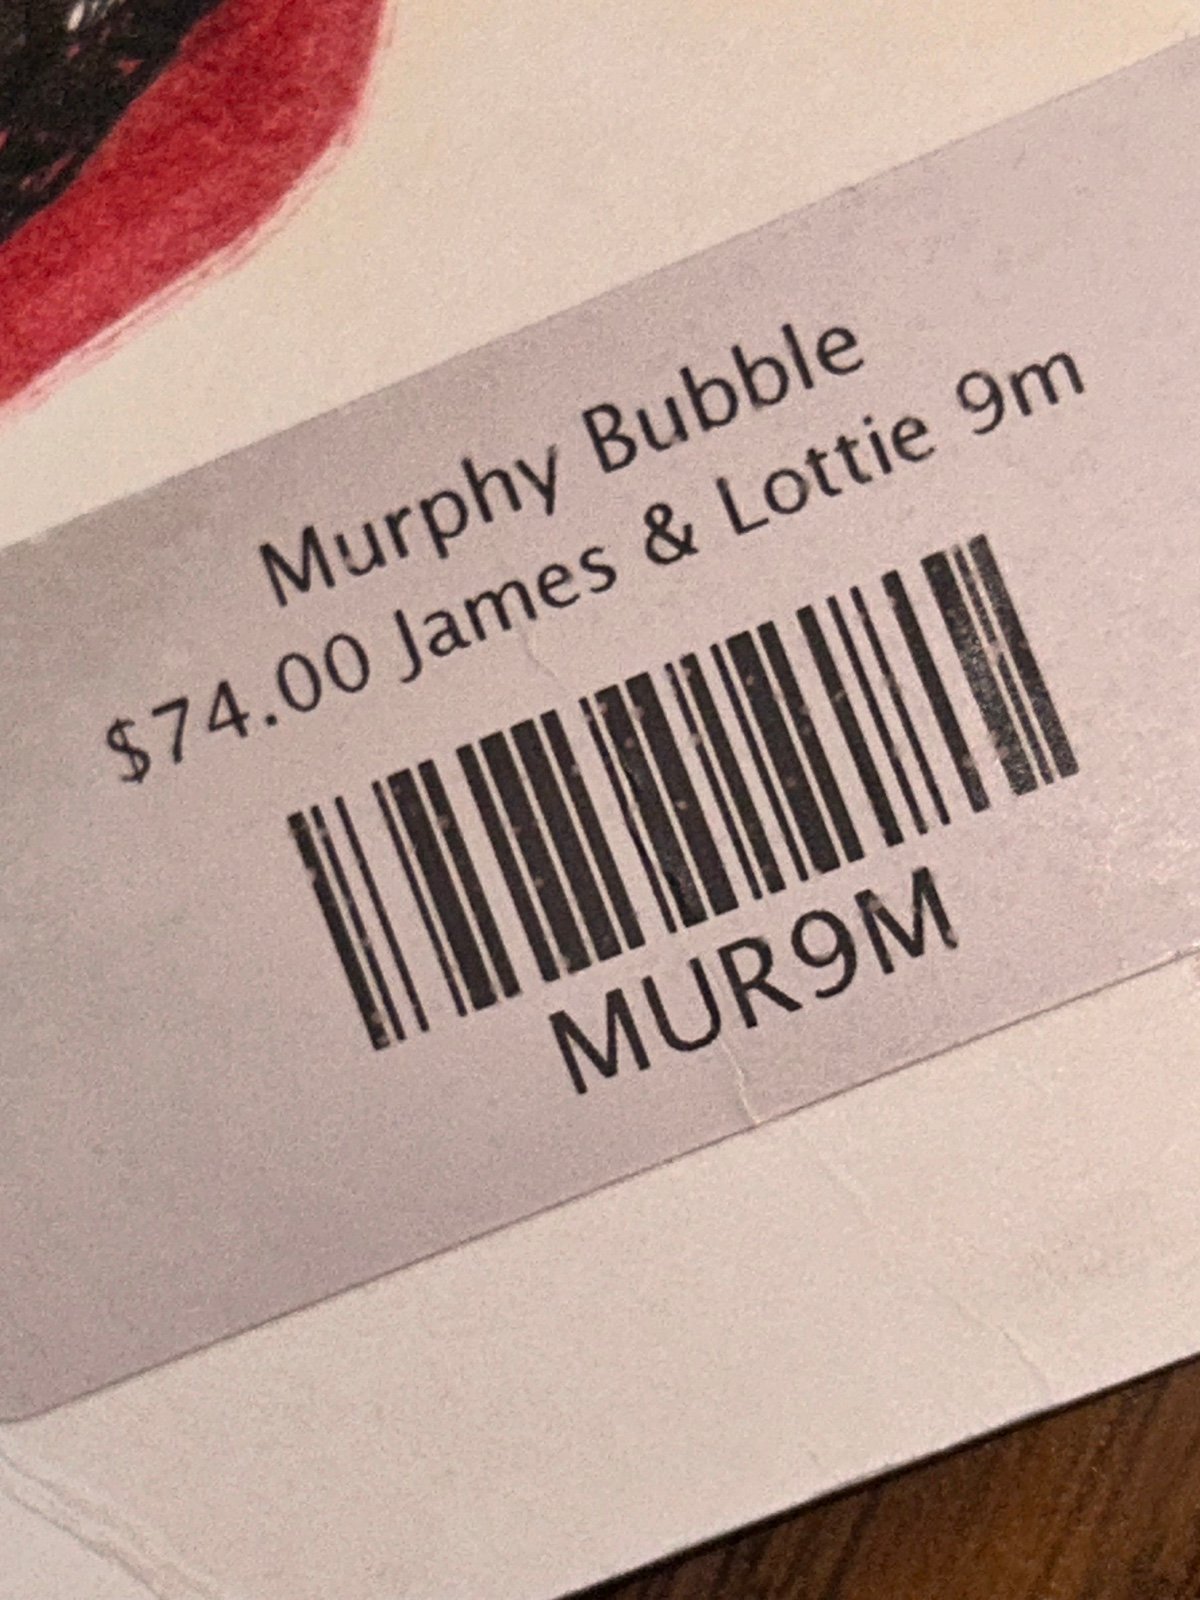 Murphy Bubble
$74.00 James & Lottie 9m
MUR9M